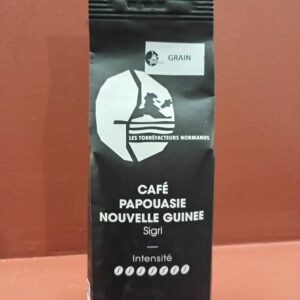 GRAIN
LES TORRÉFACTEURS NORMANDS
CAFÉ
PAPOUASIE
NOUVELLE GUINEE
Sigri
Intensité